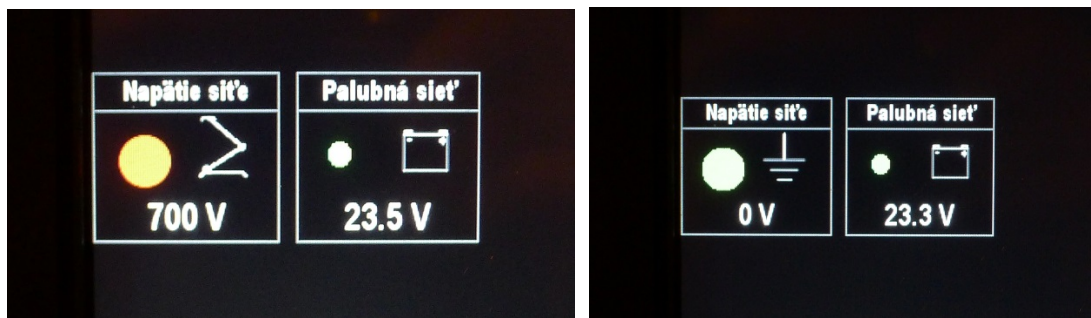 Napätie siťe
Palubná sieť
700 V
23.5 V
Napätie siťe
Palubná sieť
0 V
23.3 V